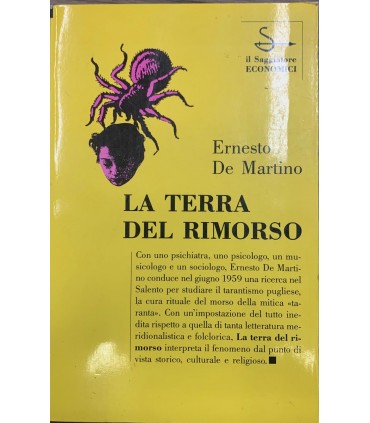 il Saggiatore
ECONOMICI
Ernesto
De Martino
LA TERRA
DEL RIMORSO
Con uno psichiatra, uno psicologo, un mu-
sicologo e un sociologo, Ernesto De Marti-
no conduce nel giugno 1959 una ricerca nel
Salento per studiare il tarantismo pugliese,
la cura rituale del morso della mitica «ta-
ranta». Con un'impostazione del tutto ine-
dita rispetto a quella di tanta letteratura me-
ridionalistica e folclorica, La terra del ri-
morso interpreta il fenomeno dal punto di
vista storico, culturale e religioso.